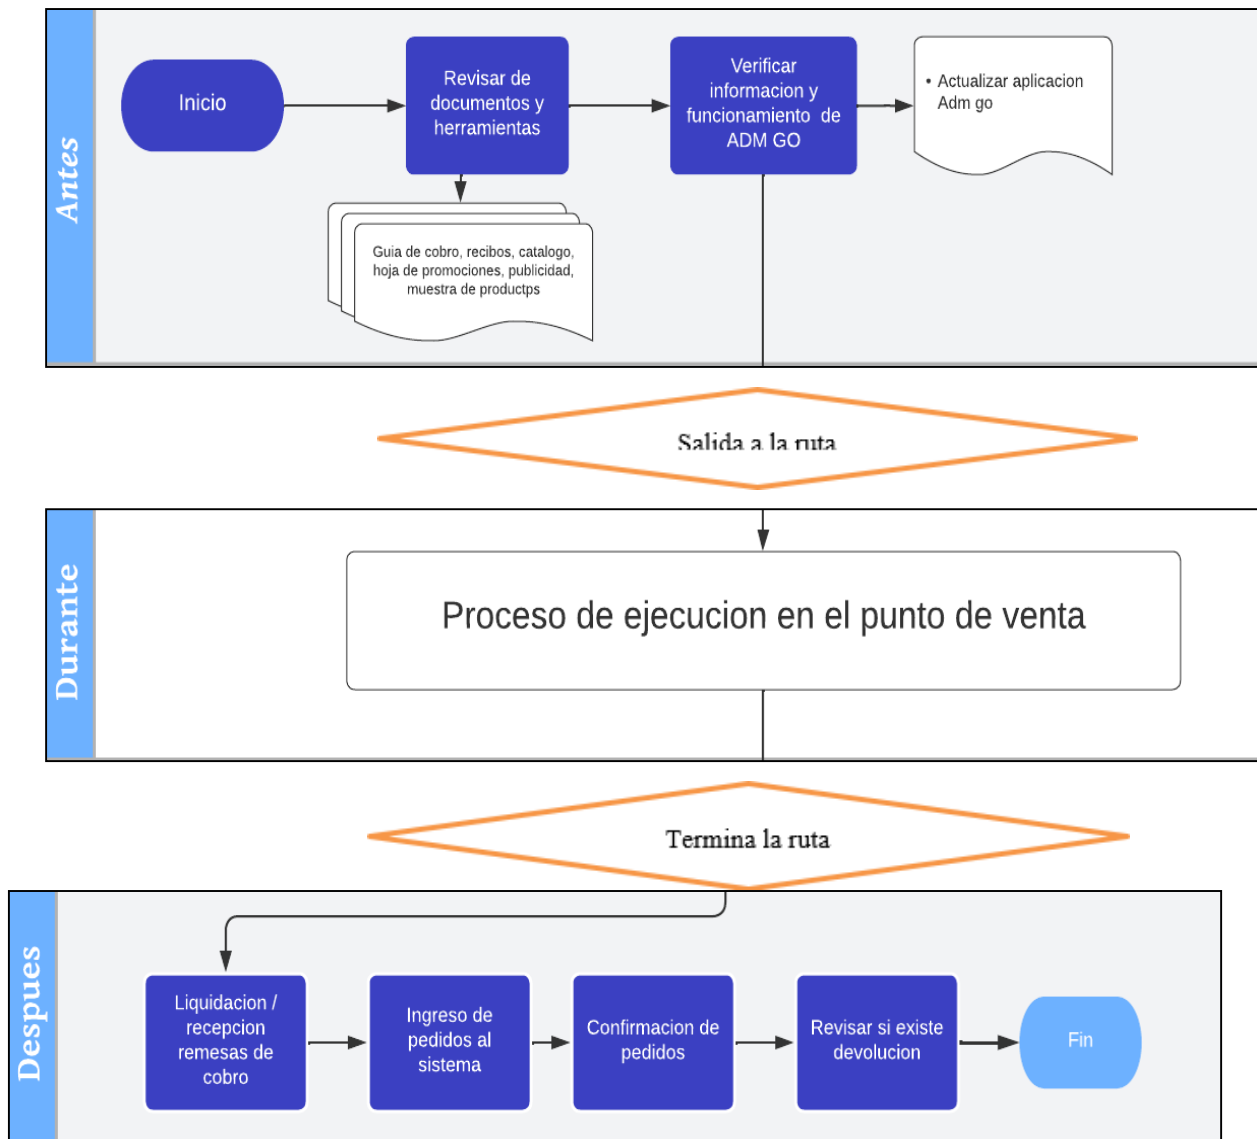 Antes
Inicio
Revisar de
documentos y
herramientas
Verificar
informacion y
funcionamiento de
ADM GO
• Actualizar aplicacion
Adm go
Guia de cobro, recibos, catalogo,
hoja de promociones, publicidad,
muestra de productps
Salida a la ruta
Durante
Proceso de ejecucion en el punto de venta
Termina la ruta
Despues
Liquidacion /
recepcion
remesas de
cobro
Ingreso de
pedidos al
sistema
Confirmacion de
pedidos
Revisar si existe
devolucion
Fin